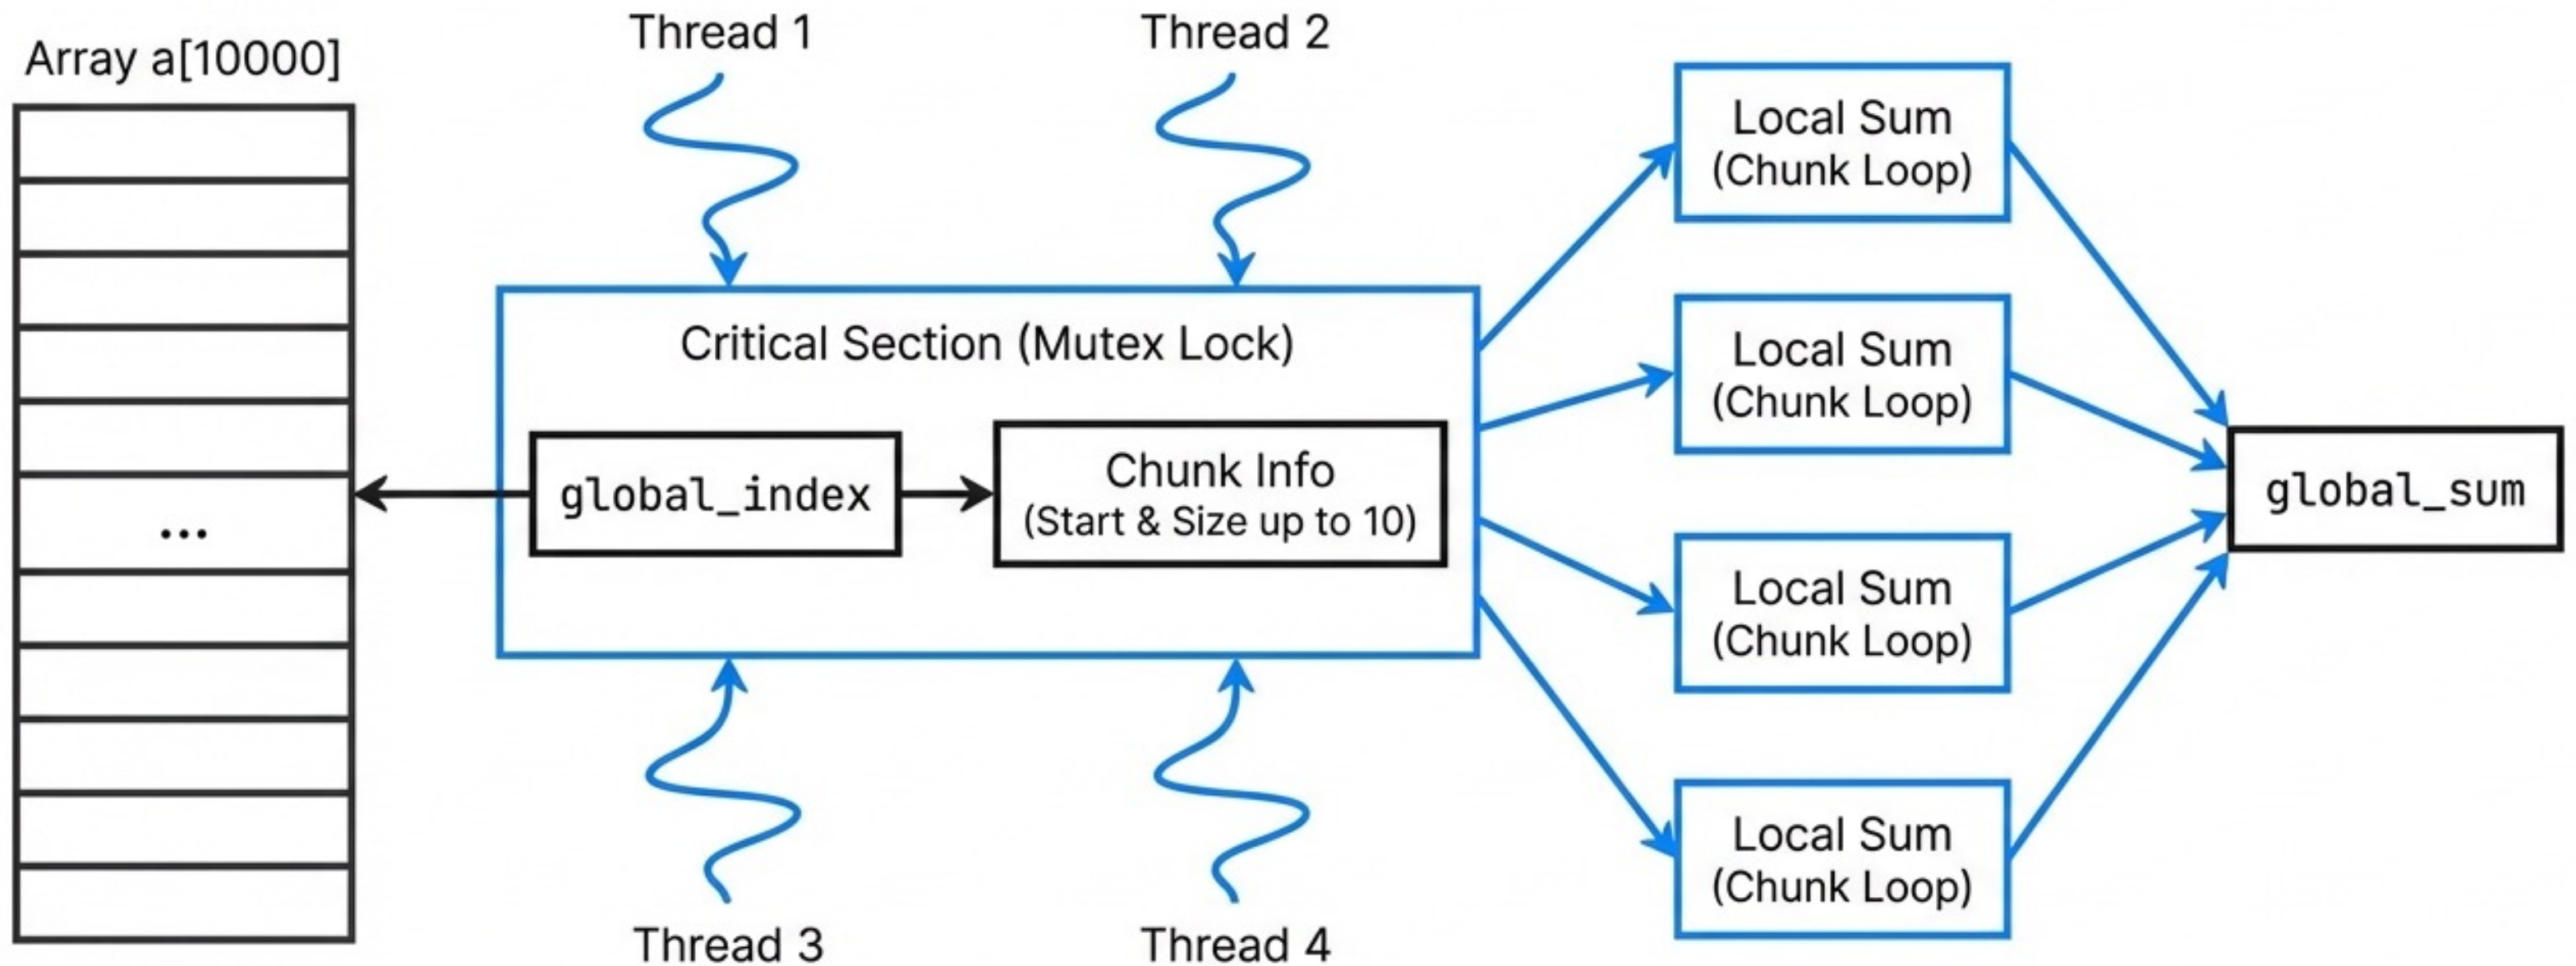 Array a[10000]
...
Thread 1
Thread 2
Critical Section (Mutex Lock)
global_index
Chunk Info
(Start & Size up to 10)
Thread 3
Thread 4
Local Sum
(Chunk Loop)
Local Sum
(Chunk Loop)
Local Sum
(Chunk Loop)
Local Sum
(Chunk Loop)
global_sum